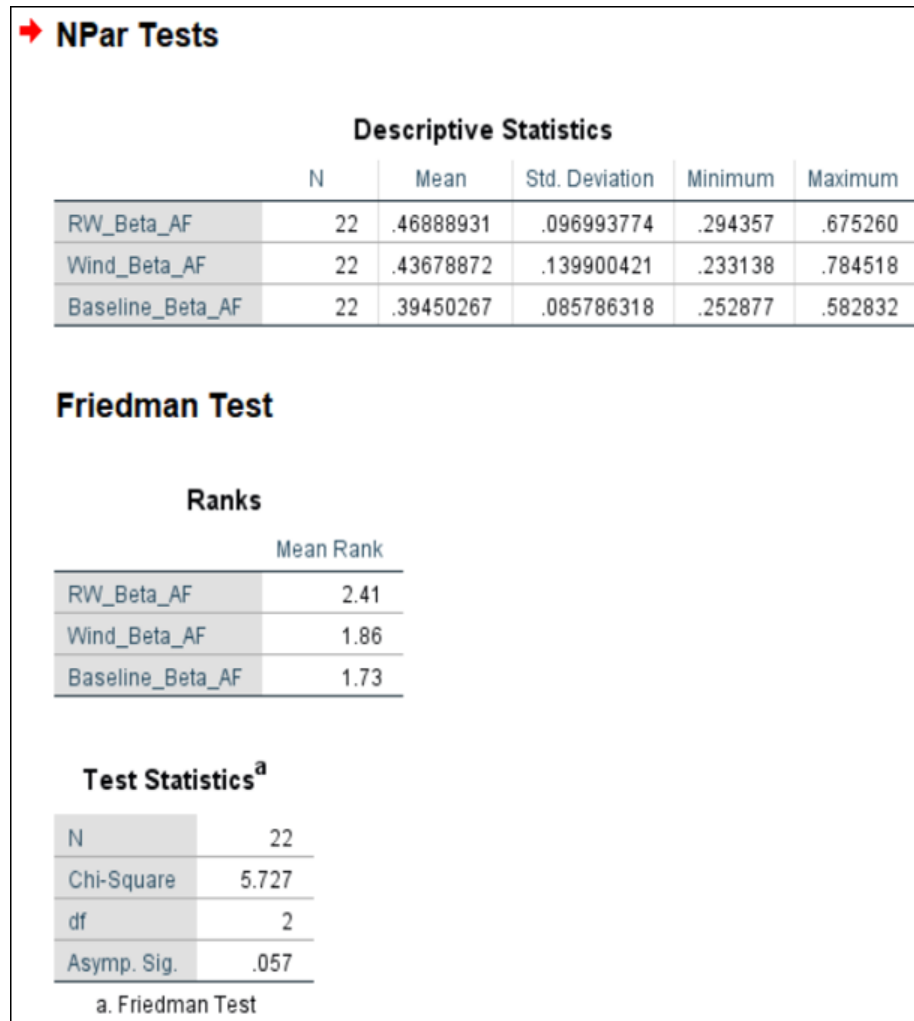 NPar Tests
Descriptive Statistics
N Mean Std. Deviation Minimum Maximum
RW_Beta_AF 22 .46888931 .096993774 .294357 .675260
Wind_Beta_AF 22 .43678872 .139900421 .233138 .784518
Baseline_Beta_AF 22 .39450267 .085786318 .252877 .582832
Friedman Test
Ranks
Mean Rank
RW_Beta_AF 2.41
Wind_Beta_AF 1.86
Baseline_Beta_AF 1.73
Test Statisticsª
N 22
Chi-Square 5.727
df 2
Asymp. Sig. .057
a. Friedman Test